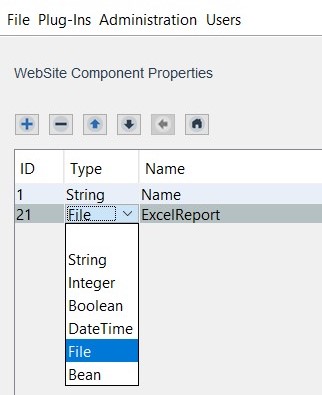 File Plug-Ins Administration Users
WebSite Component Properties
ID Type Name
1 String Name
21 File ExcelReport
String
Integer
Boolean
DateTime
File
Bean